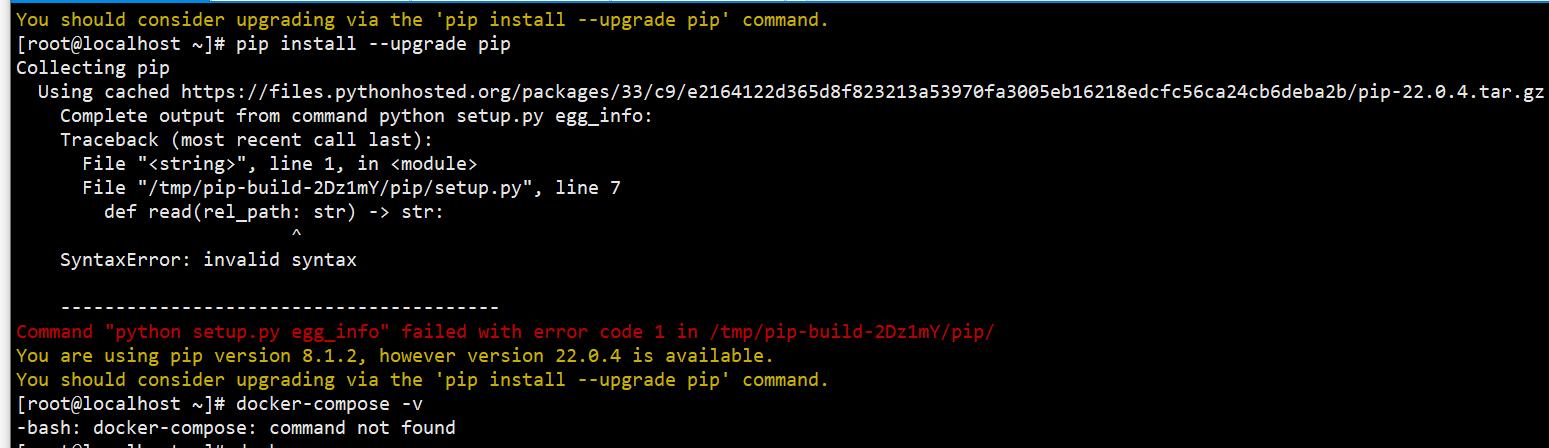 You should consider upgrading via the 'pip install --upgrade pip' command.
[root@localhost ~]# pip install --upgrade pip
Collecting pip
  Using cached https://files.pythonhosted.org/packages/33/c9/e2164122d365d8f823213a53970fa3005eb16218edcfc56ca24cb6deba2b/pip-22.0.4.tar.gz
    Complete output from command python setup.py egg_info:
    Traceback (most recent call last):
      File "<string>", line 1, in <module>
      File "/tmp/pip-build-2Dz1mY/pip/setup.py", line 7
        def read(rel_path: str) -> str:
                         ^
    SyntaxError: invalid syntax
    ----------------------------------------
Command "python setup.py egg_info" failed with error code 1 in /tmp/pip-build-2Dz1mY/pip/
You are using pip version 8.1.2, however version 22.0.4 is available.
You should consider upgrading via the 'pip install --upgrade pip' command.
[root@localhost ~]# docker-compose -v
-bash: docker-compose: command not found